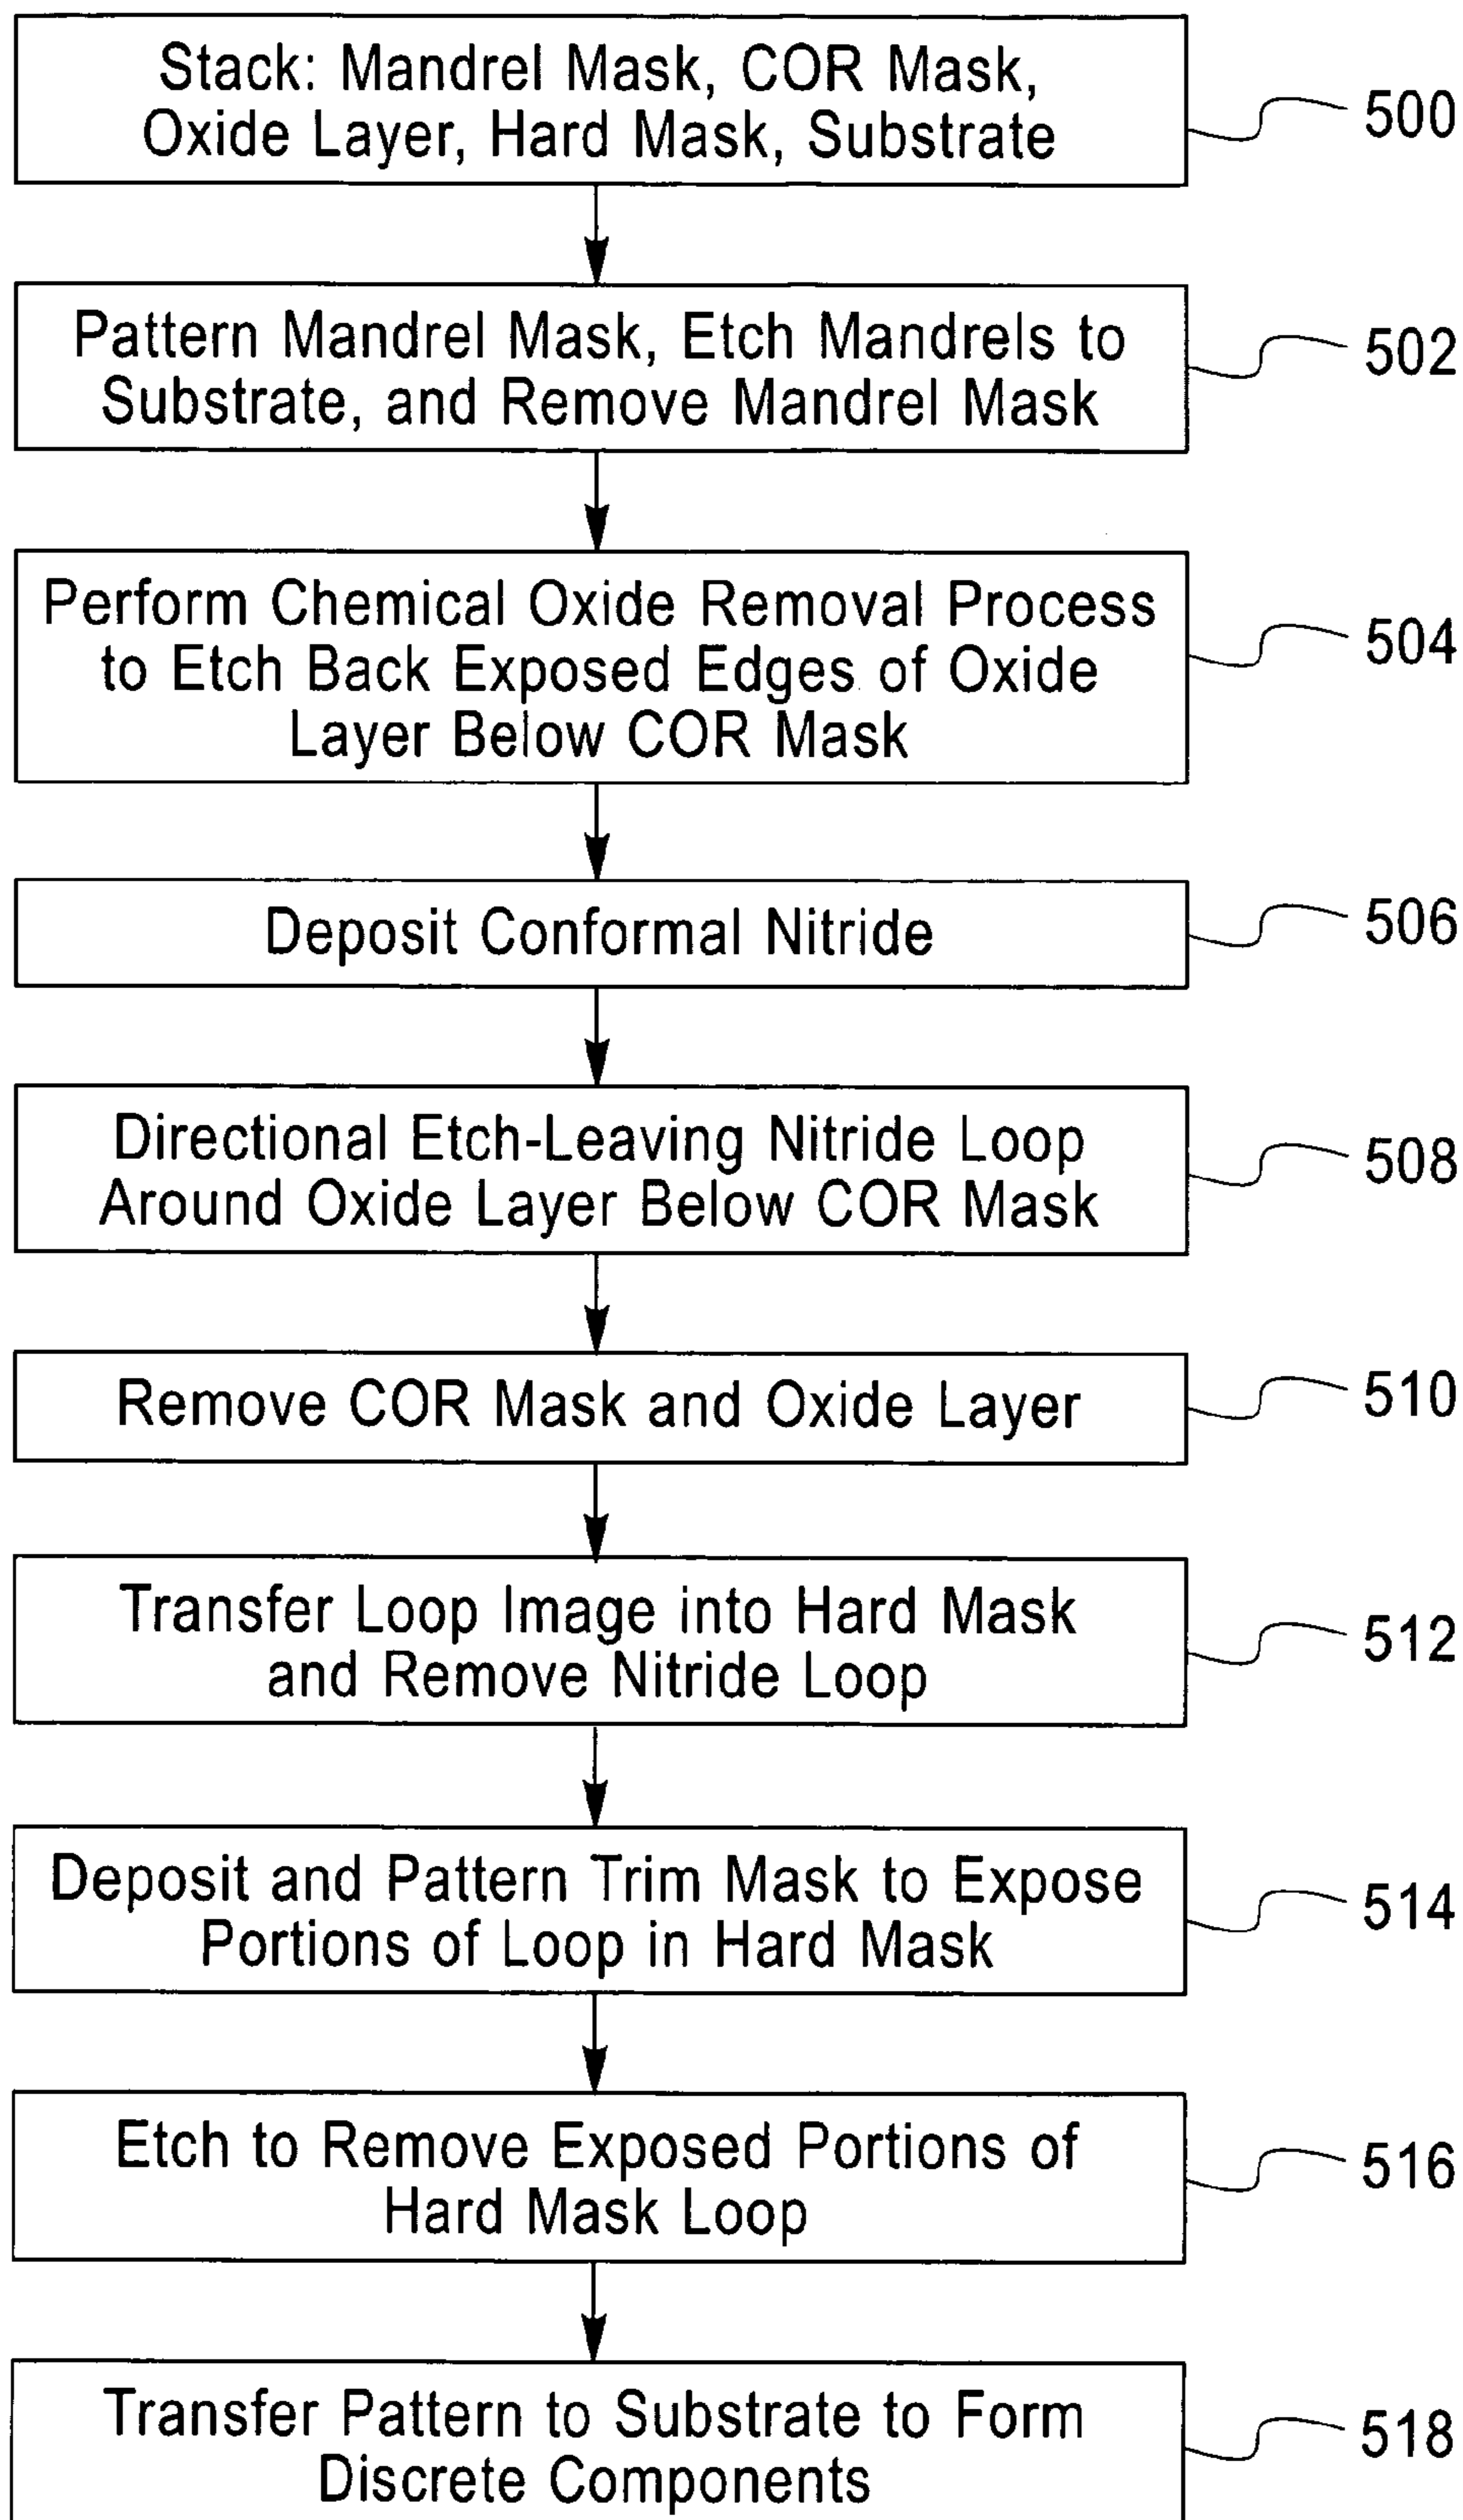 Stack: Mandrel Mask, COR Mask,
Oxide Layer, Hard Mask, Substrate
500
Pattern Mandrel Mask, Etch Mandrels to
Substrate, and Remove Mandrel Mask
502
Perform Chemical Oxide Removal Process
to Etch Back Exposed Edges of Oxide
Layer Below COR Mask
504
Deposit Conformal Nitride
506
Directional Etch-Leaving Nitride Loop
Around Oxide Layer Below COR Mask
508
Remove COR Mask and Oxide Layer
510
Transfer Loop Image into Hard Mask
and Remove Nitride Loop
512
Deposit and Pattern Trim Mask to Expose
Portions of Loop in Hard Mask
514
Etch to Remove Exposed Portions of
Hard Mask Loop
516
Transfer Pattern to Substrate to Form
Discrete Components
518